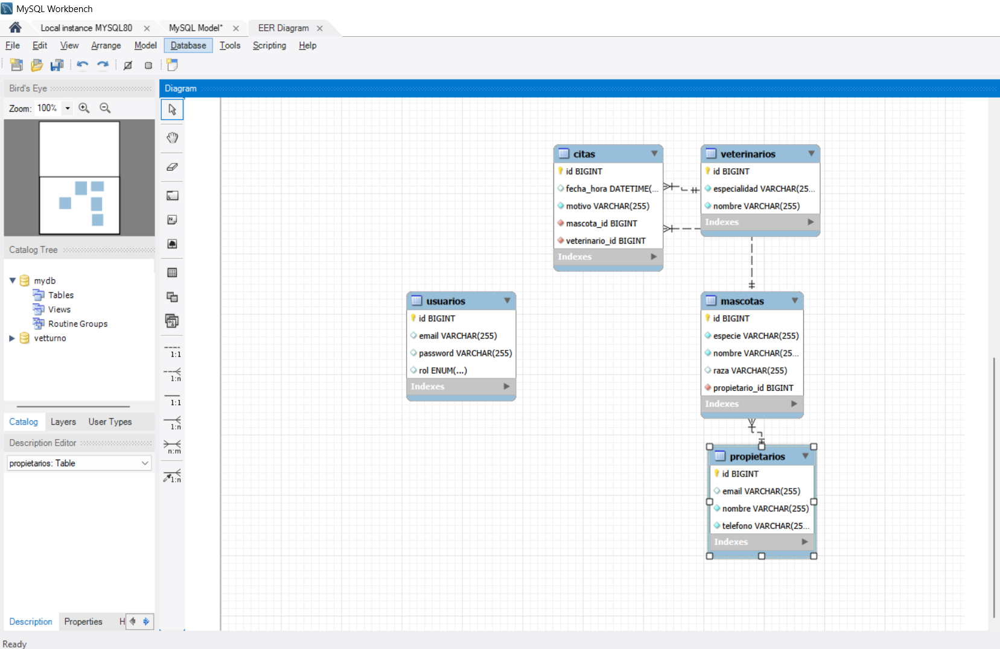 MySQL Workbench
Local instance MYSQL80
MySQL Model*
EER Diagram
File Edit View Arrange Model Database Tools Scripting Help
Bird's Eye
Zoom: 100%
Catalog Tree
mydb
Tables
Views
Routine Groups
vetturno
Catalog Layers User Types
Description Editor
propietarios: Table
Description Properties H
Ready
Diagram
L
N
1:1
1:n
1:1
1:n
n:m
1:n
citas
id BIGINT
fecha_hora DATETIME(...
motivo VARCHAR(255)
mascota_id BIGINT
veterinario_id BIGINT
Indexes
veterinarios
id BIGINT
especialidad VARCHAR(25...
nombre VARCHAR(255)
Indexes
usuarios
id BIGINT
email VARCHAR(255)
password VARCHAR(255)
rol ENUM(...)
Indexes
mascotas
id BIGINT
especie VARCHAR(255)
nombre VARCHAR(25...
raza VARCHAR(255)
propietario_id BIGINT
Indexes
propietarios
id BIGINT
email VARCHAR(255)
nombre VARCHAR(255)
telefono VARCHAR(25...
Indexes